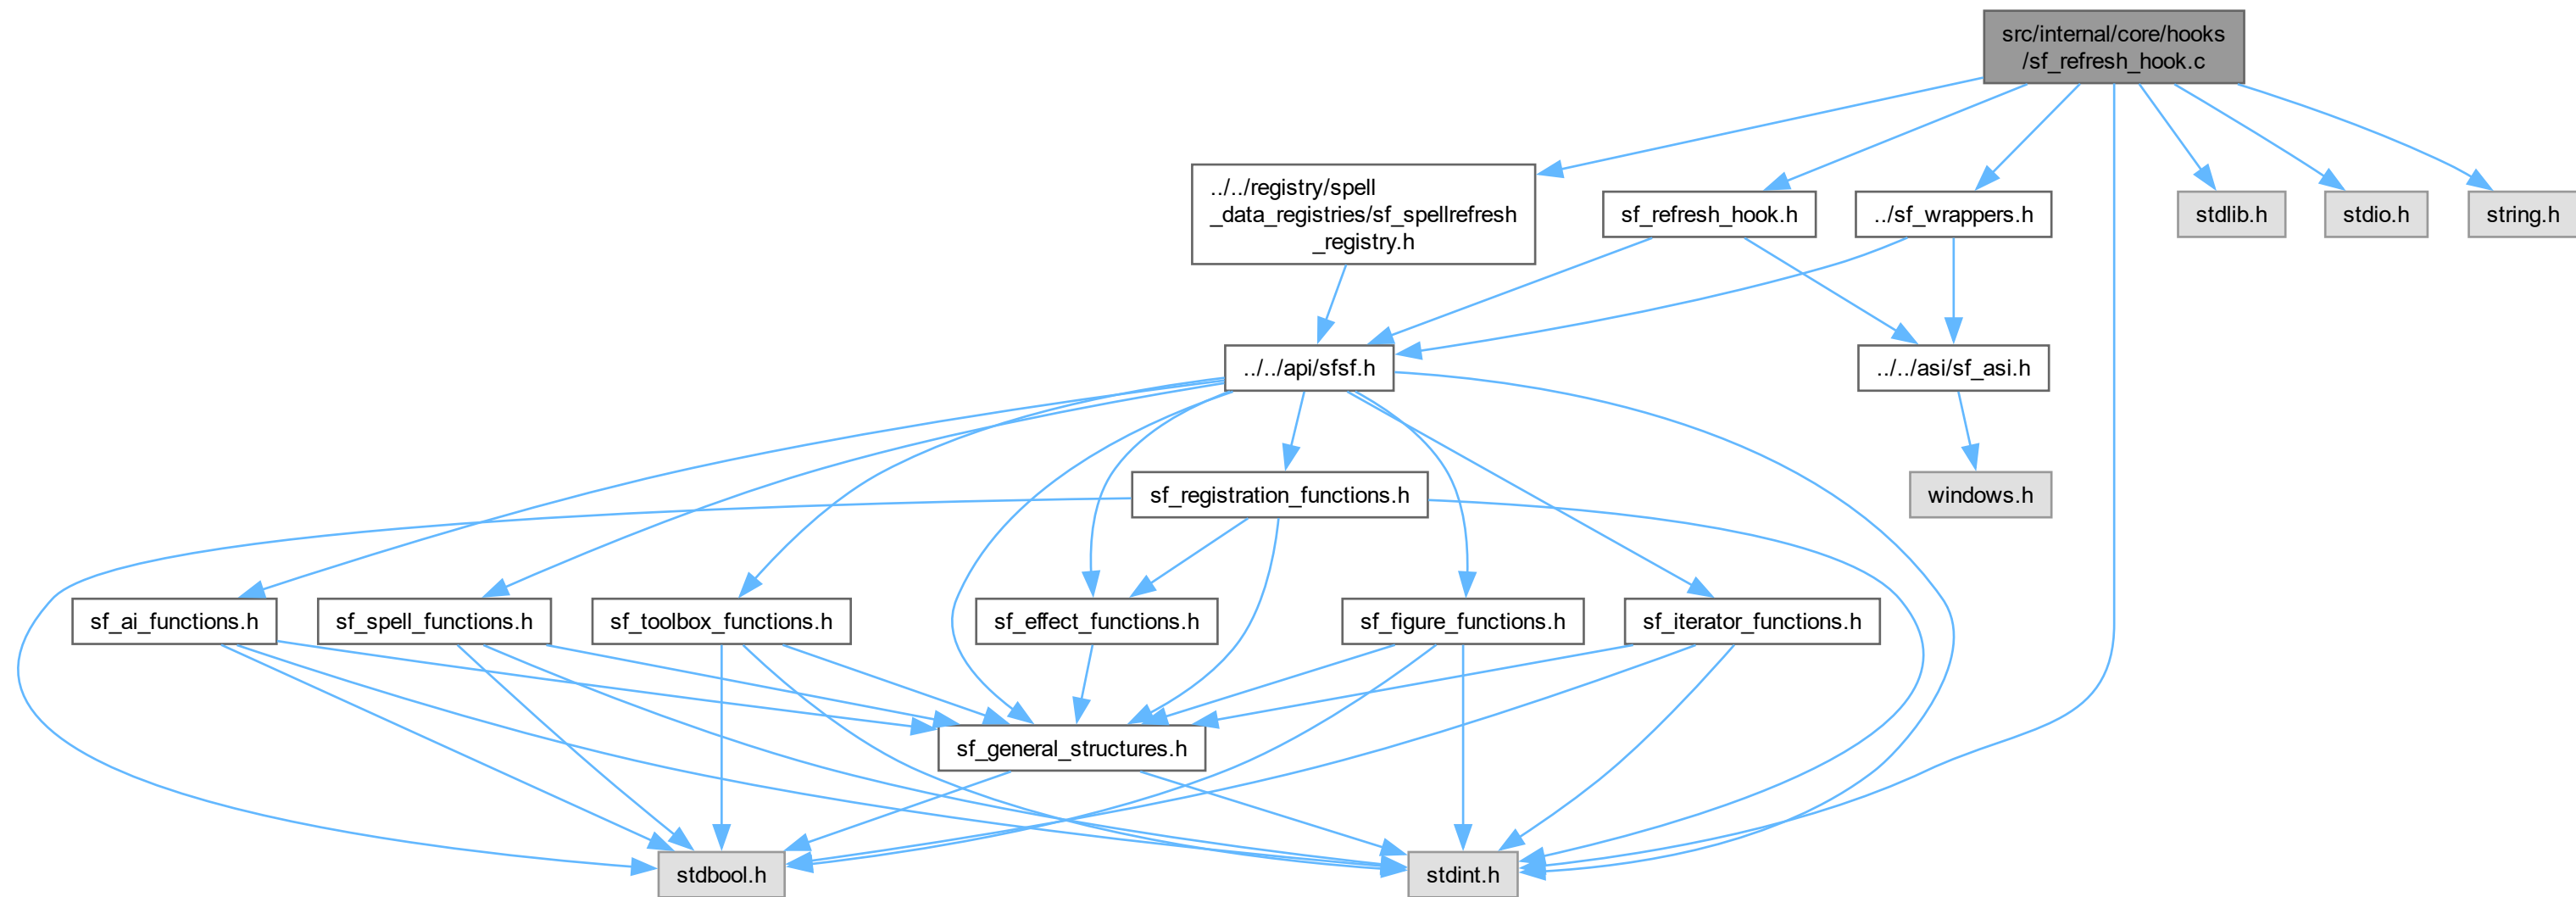 src/internal/core/hooks
/sf_refresh_hook.c
../../registry/spell
_data_registries/sf_spellrefresh
_registry.h
sf_refresh_hook.h
../sf_wrappers.h
stdlib.h
stdio.h
string.h
../../api/sfsf.h
../../asi/sf_asi.h
sf_registration_functions.h
windows.h
sf_ai_functions.h
sf_spell_functions.h
sf_toolbox_functions.h
sf_effect_functions.h
sf_figure_functions.h
sf_iterator_functions.h
sf_general_structures.h
stdbool.h
stdint.h